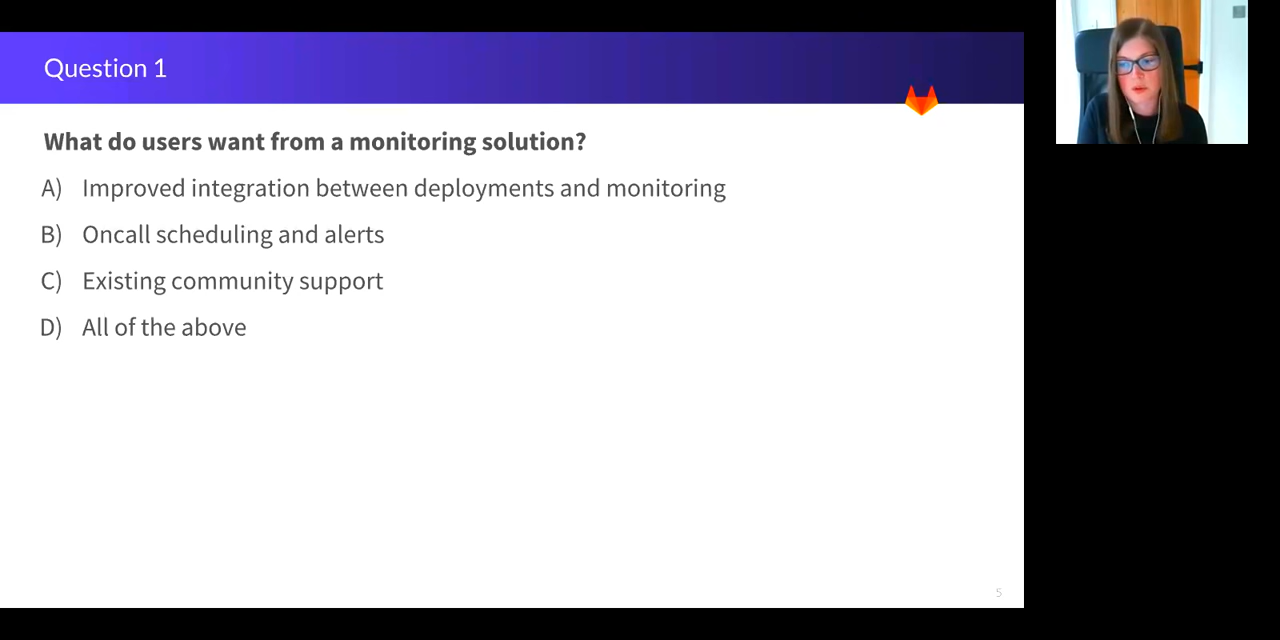 Question 1
What do users want from a monitoring solution?
A) Improved integration between deployments and monitoring
B) Oncall scheduling and alerts
C) Existing community support
D) All of the above
5